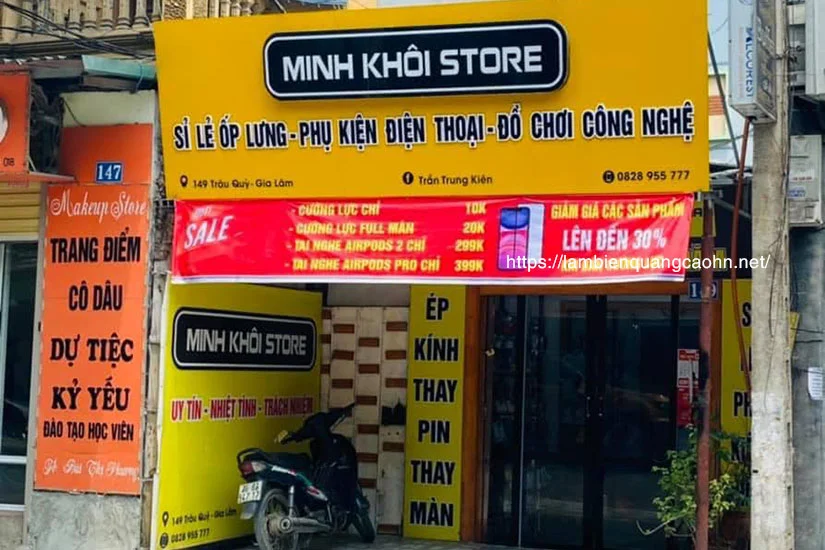 MINH KHÔI STORE
SỈ LẺ ỐP LƯNG - PHỤ KIỆN ĐIỆN THOẠI - ĐỒ CHƠI CÔNG NGHỆ
149 Trâu Quỳ - Gia Lâm
Trần Trung Kiên
0828 955 777
SALE
- CƯỜNG LỰC CHỈ 10K
- CƯỜNG LỰC FULL MÀN 20K
- TAI NGHE AIRPODS 2 CHỈ 299K
- TAI NGHE AIRPODS PRO CHỈ 399K
GIẢM GIÁ CÁC SẢN PHẨM
LÊN ĐẾN 30%
https://lambienquangcaohn.net/
147
Makeup Store
TRANG ĐIỂM
CÔ DÂU
DỰ TIỆC
KỶ YẾU
ĐÀO TẠO HỌC VIÊN
MINH KHÔI STORE
UY TÍN - NHIỆT TÌNH - TRÁCH NHIỆM
149 Trâu Quỳ - Gia Lâm
0828 955 777
ÉP
KÍNH
THAY
PIN
THAY
MÀN